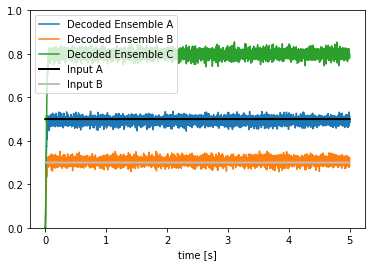 1.0
0.8
0.6
0.4
0.2
0.0
Decoded Ensemble A
Decoded Ensemble B
Decoded Ensemble C
Input A
Input B
0 1 2 3 4 5
time [s]